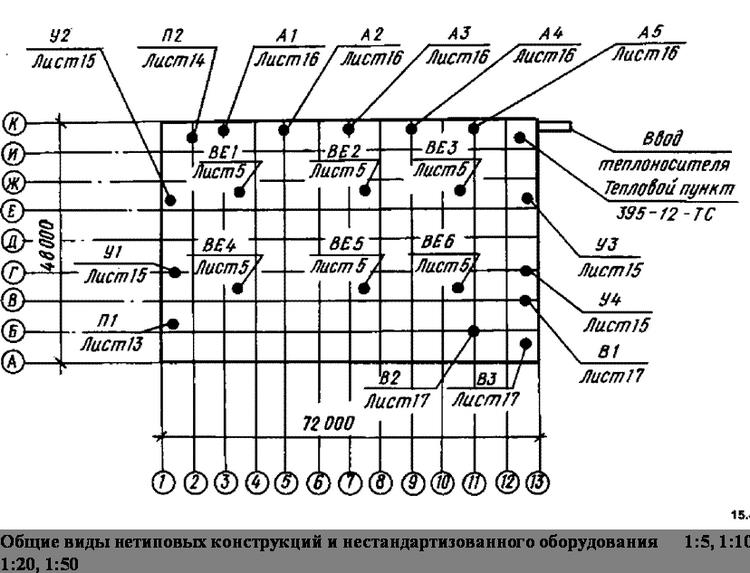 У2 П2 А1 А2 А3 А4 А5
Лист15 Лист14 Лист16 Лист16 Лист16 Лист16 Лист16
К
И
Ж
Е
Д
Г
В
Б
А
48000
ВЕ1 ВЕ2 ВЕ3
Лист5 Лист5 Лист5
Ввод
теплоносителя
Тепловой пункт
395-12-ТС
У1 ВЕ4 ВЕ5 ВЕ6 У3
Лист15 Лист5 Лист5 Лист5 Лист15
У4
Лист15
П1
Лист13
В1
Лист17
В2 В3
Лист17 Лист17
72 000
1 2 3 4 5 6 7 8 9 10 11 12 13
15.
Общие виды нетиповых конструкций и нестандартизованного оборудования 1:5, 1:10
1:20, 1:50